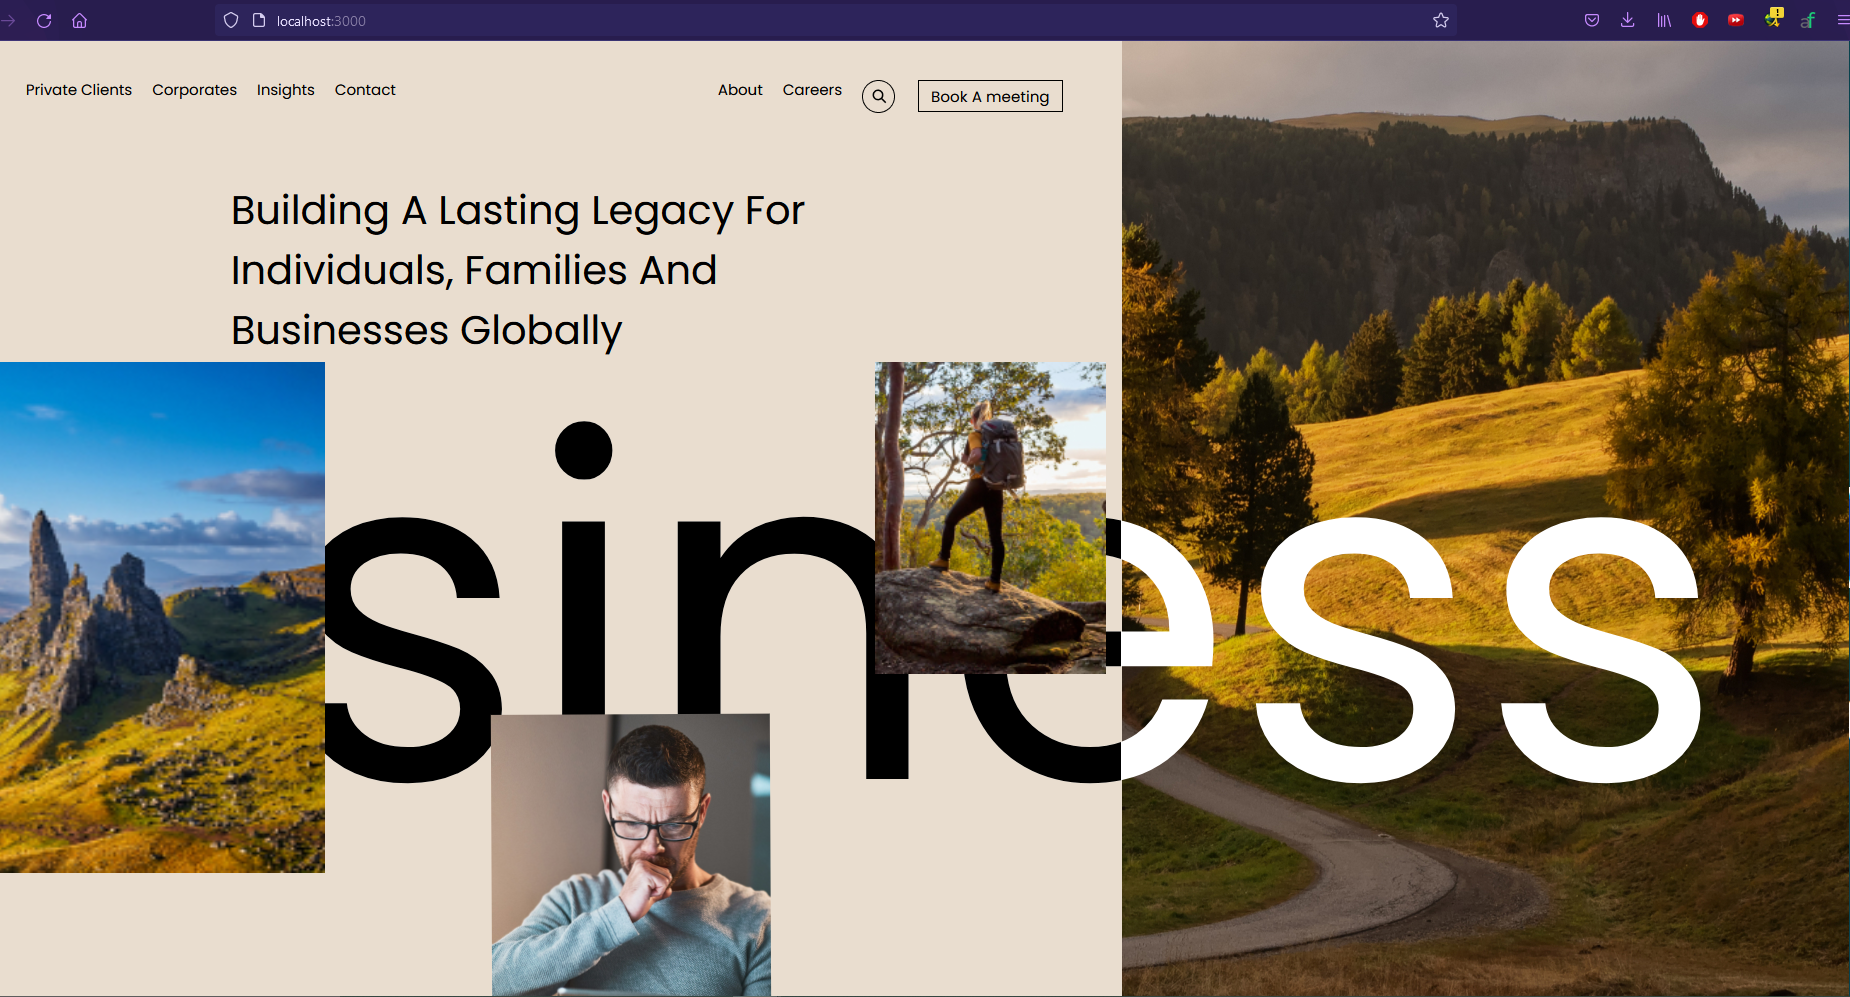 localhost:3000
Private Clients Corporates Insights Contact About Careers Book A meeting
Building A Lasting Legacy For
Individuals, Families And
Businesses Globally
siness